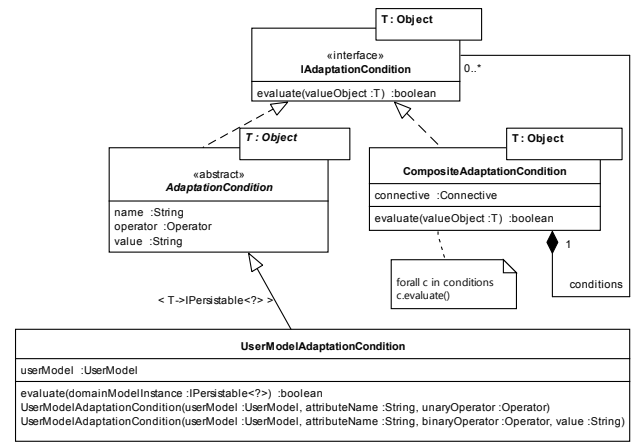 T : Object
«interface»
IAdaptationCondition
0..*
evaluate(valueObject :T) :boolean
T : Object
T : Object
«abstract»
AdaptationCondition
CompositeAdaptationCondition
name :String
operator :Operator
value :String
connective :Connective
evaluate(valueObject :T) :boolean
1
forall c in conditions
c.evaluate()
conditions
< T->IPersistable<?> >
UserModelAdaptationCondition
userModel :UserModel
evaluate(domainModelInstance :IPersistable<?>) :boolean
UserModelAdaptationCondition(userModel :UserModel, attributeName :String, unaryOperator :Operator)
UserModelAdaptationCondition(userModel :UserModel, attributeName :String, binaryOperator :Operator, value :String)